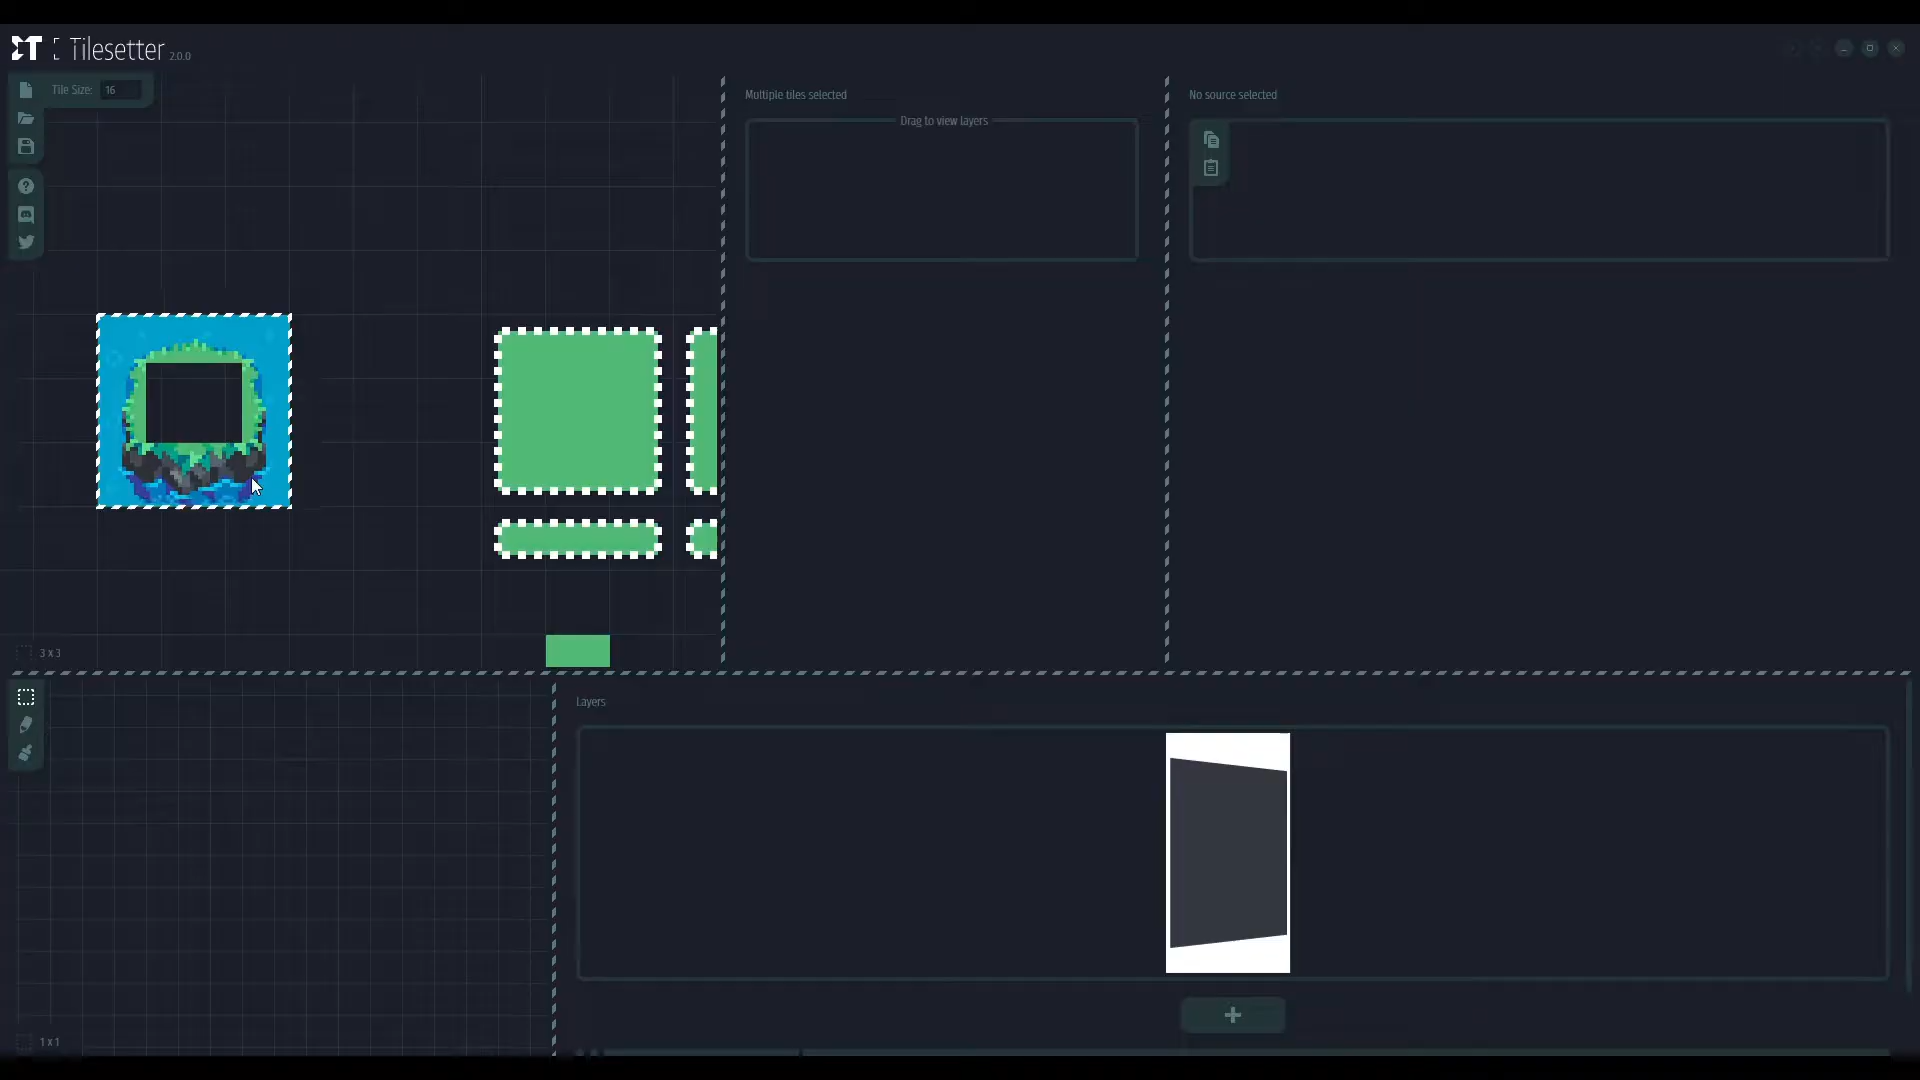 Tilesetter 2.0.0
Tile Size: 16
Multiple tiles selected
No source selected
Drag to view layers
3 x 3
Layers
1 x 1